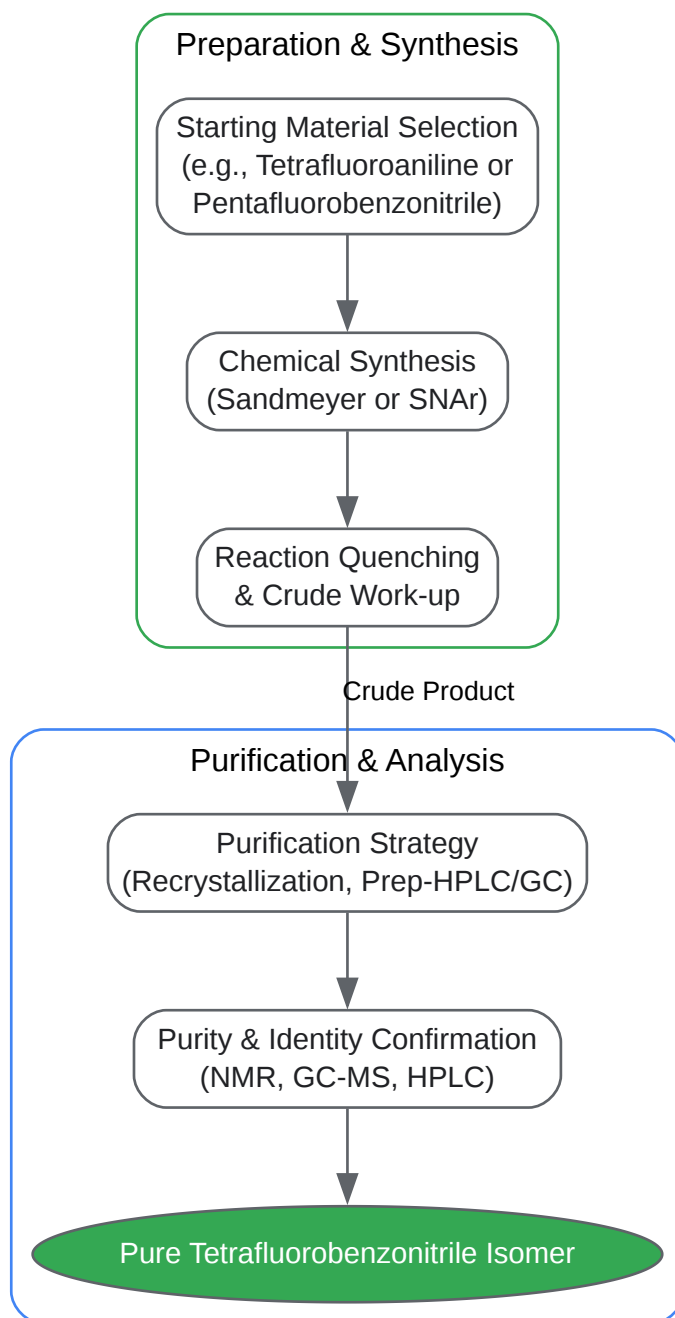 Preparation & Synthesis
Starting Material Selection
(e.g., Tetrafluoroaniline or
Pentafluorobenzonitrile)
Chemical Synthesis
(Sandmeyer or SNAr)
Reaction Quenching
& Crude Work-up
Crude Product
Purification & Analysis
Purification Strategy
(Recrystallization, Prep-HPLC/GC)
Purity & Identity Confirmation
(NMR, GC-MS, HPLC)
Pure Tetrafluorobenzonitrile Isomer